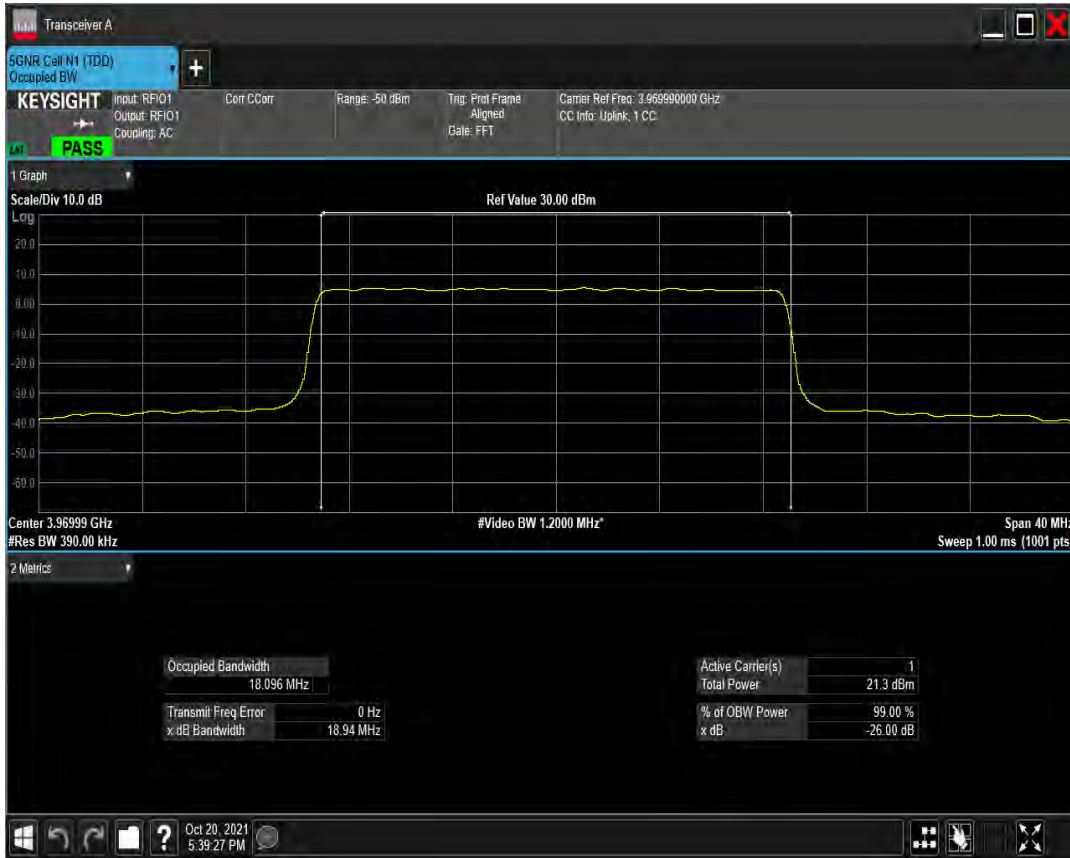 Transceiver A
5GNR Cell N1 (TDD)
Occupied BW
+
KEYSIGHT
Input: RFIO1
Output: RFIO1
Coupling: AC
Corr CCorr
Range: -50 dBm
Trig: Prot Frame
Aligned
Gate: FFT
Carrier Ref Freq: 3.969990000 GHz
CC Info: Uplink, 1 CC
PASS
1 Graph
Scale/Div 10.0 dB
Ref Value 30.00 dBm
Log
20.0
10.0
0.00
-10.0
-20.0
-30.0
-40.0
-50.0
-60.0
Center 3.96999 GHz
#Video BW 1.2000 MHz*
Span 40 MHz
#Res BW 390.00 kHz
Sweep 1.00 ms (1001 pts
2 Metrics
Occupied Bandwidth
18.096 MHz
Transmit Freq Error 0 Hz
x dB Bandwidth 18.94 MHz
Active Carrier(s) 1
Total Power 21.3 dBm
% of OBW Power 99.00 %
x dB -26.00 dB
?
Oct 20, 2021
5:39:27 PM